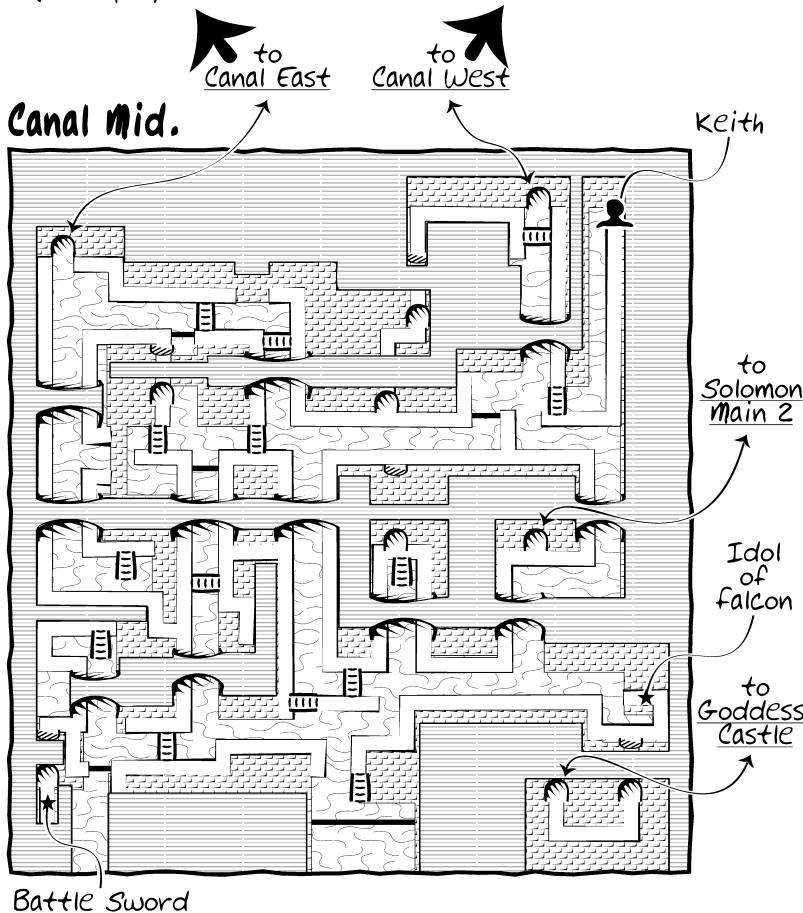 to
Canal East
to
Canal West
Canal Mid.
Keith
to
Solomon
Main 2
Idol
of
falcon
to
Goddess
Castle
Battle Sword